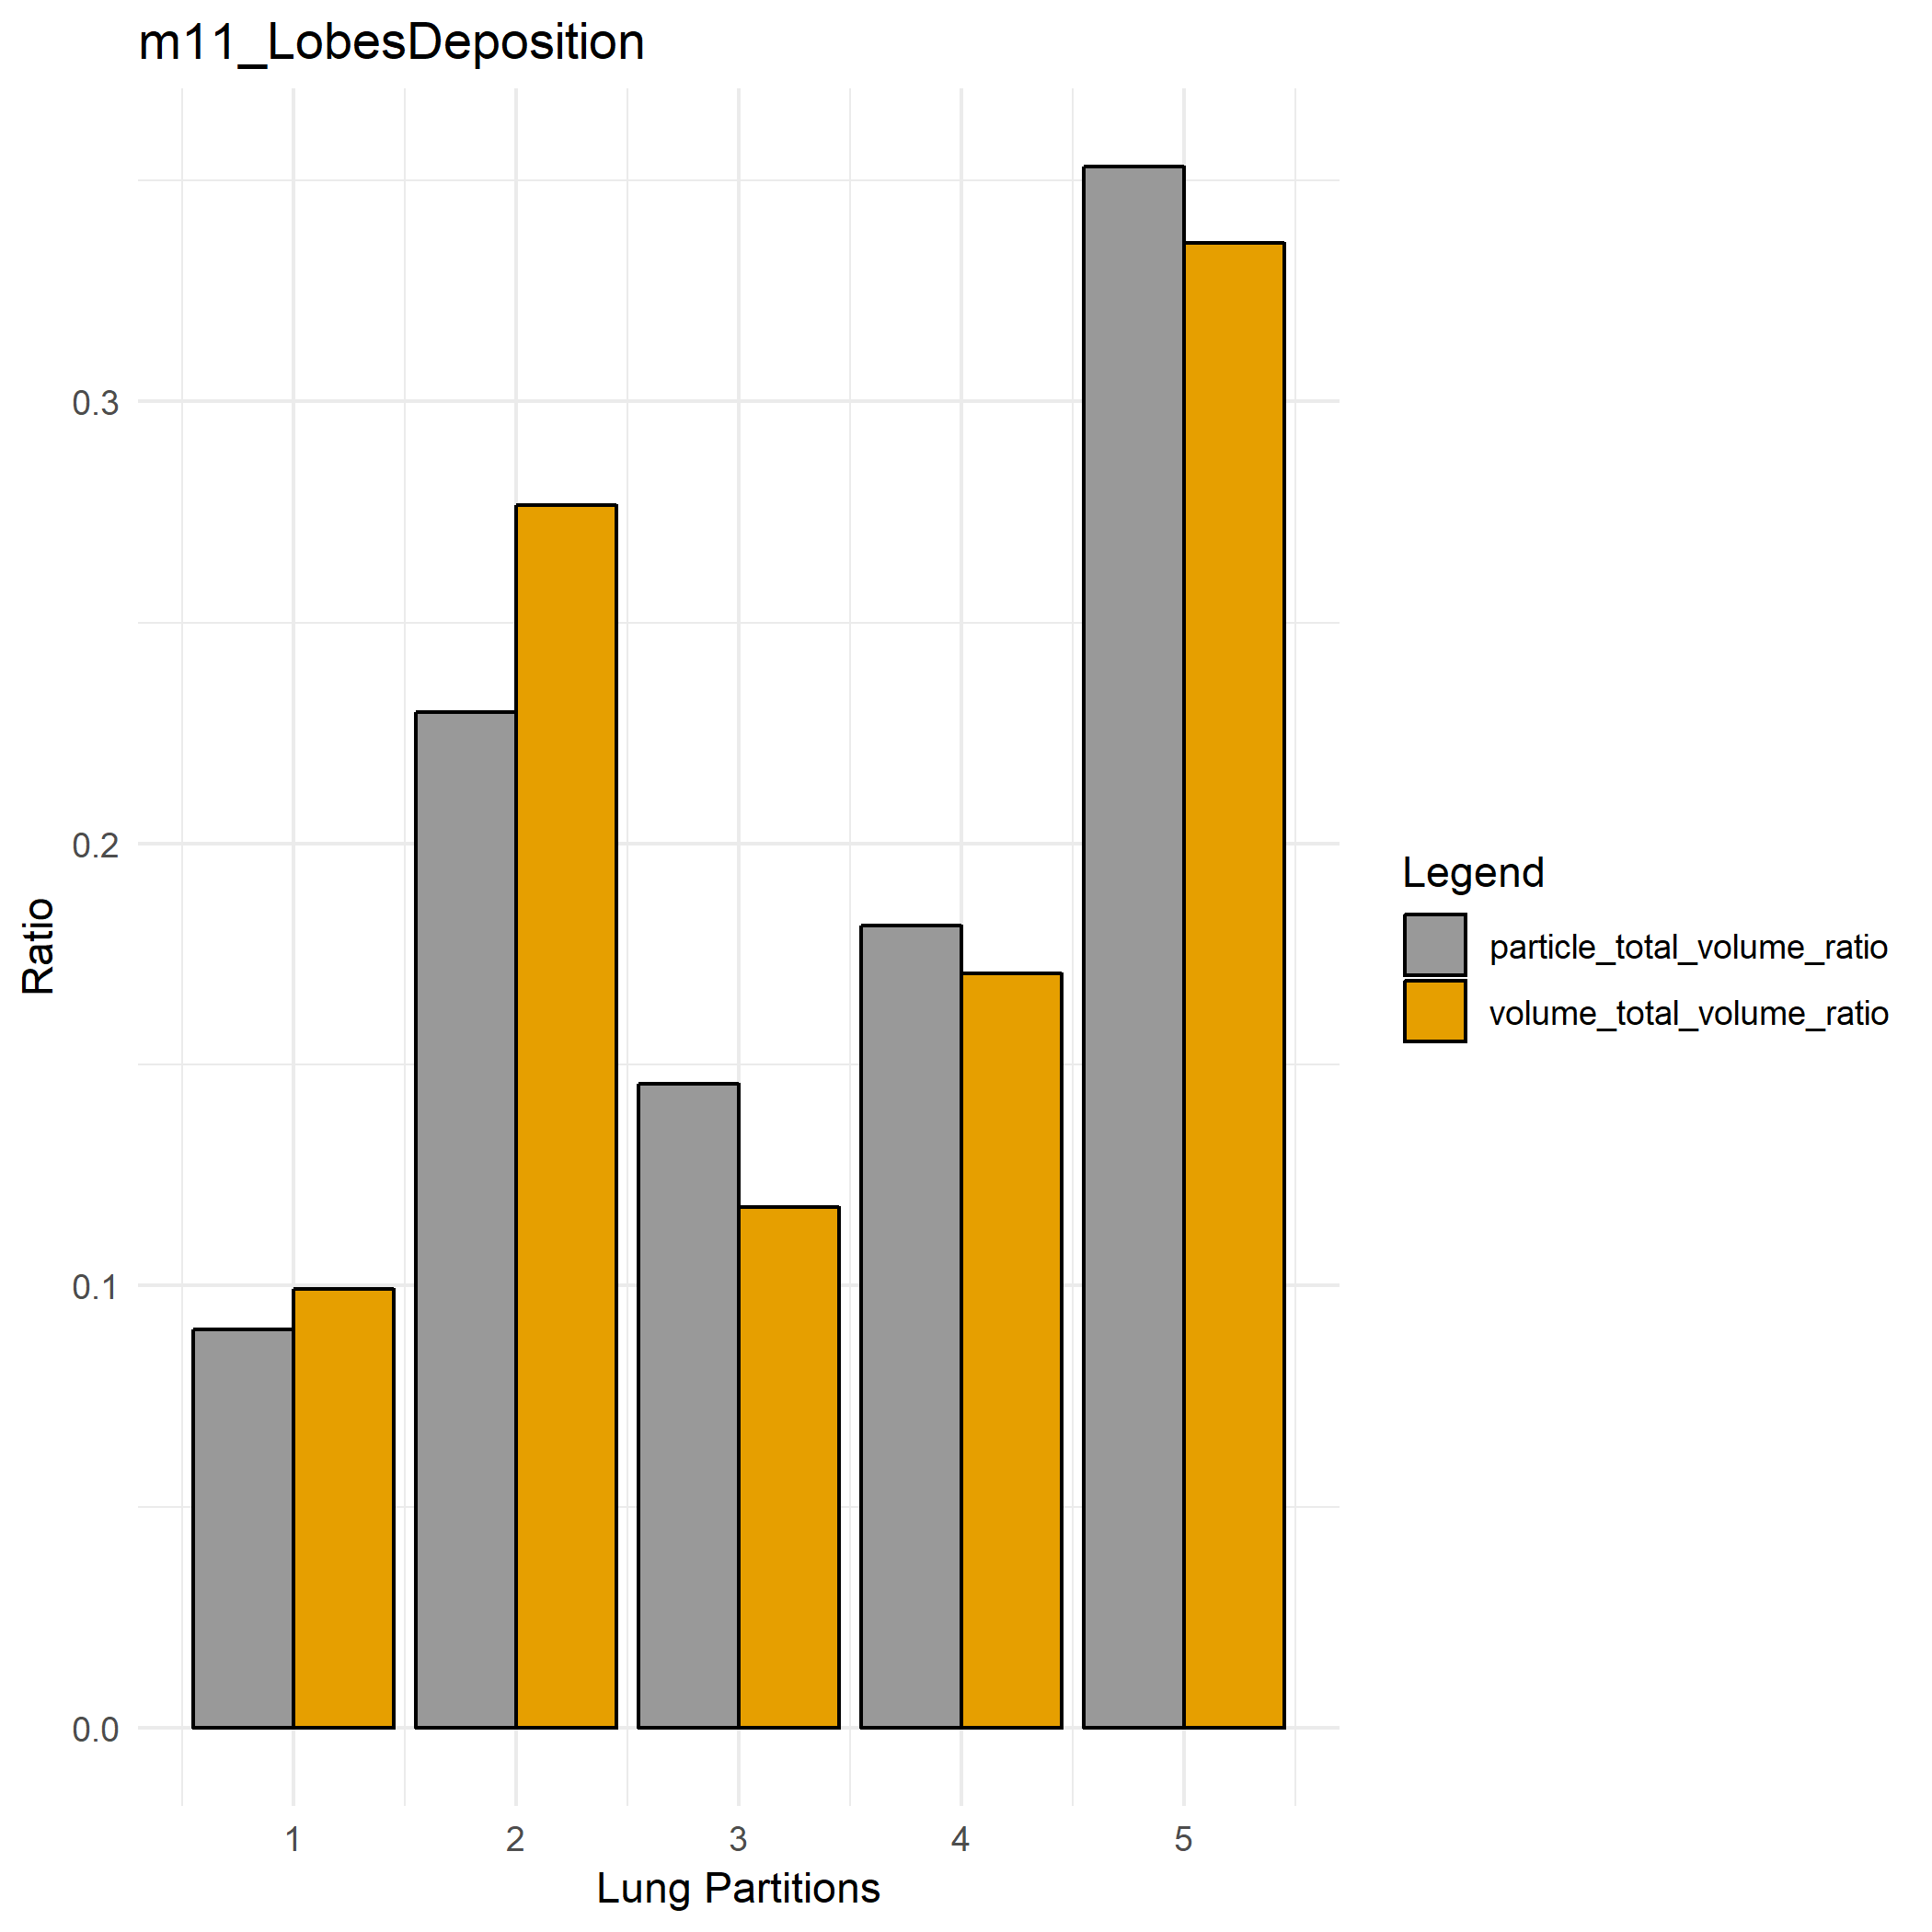 m11_LobesDeposition
Ratio
0.3
0.2
0.1
0.0
1 2 3 4 5
Lung Partitions
Legend
particle_total_volume_ratio
volume_total_volume_ratio